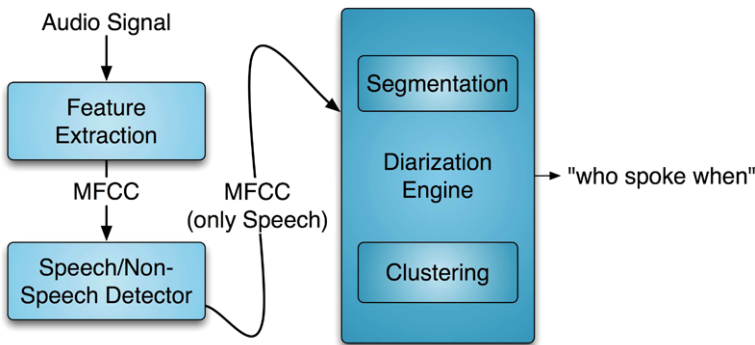 Audio Signal
Feature
Extraction
MFCC
Speech/Non-
Speech Detector
MFCC
(only Speech)
Segmentation
Diarization
Engine
Clustering
"who spoke when"